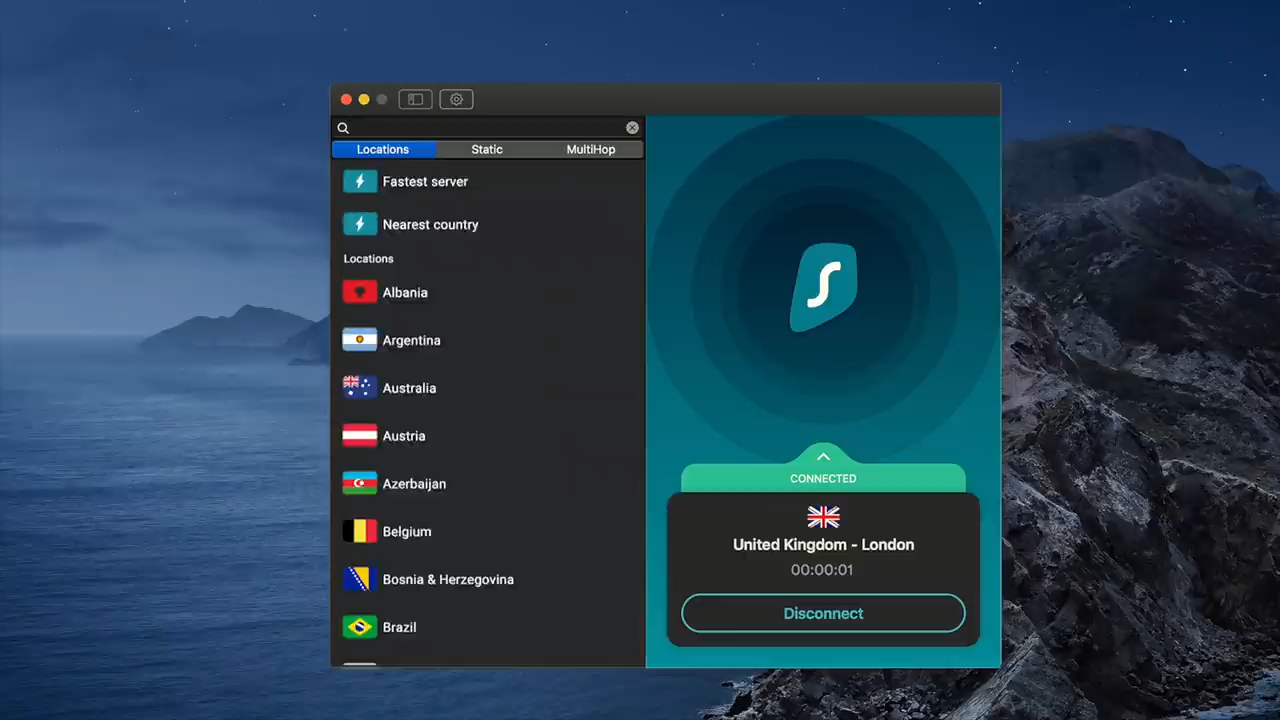 Locations
Static
MultiHop
Fastest server
Nearest country
Locations
Albania
Argentina
Australia
Austria
Azerbaijan
Belgium
Bosnia & Herzegovina
Brazil
CONNECTED
United Kingdom - London
00:00:01
Disconnect